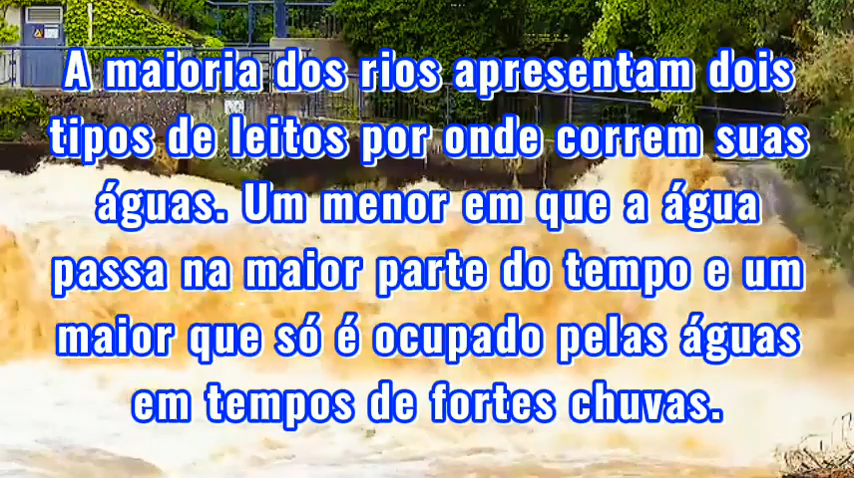 A maioria dos rios apresentam dois
tipos de leitos por onde correm suas
águas. Um menor em que a água
passa na maior parte do tempo e um
maior que só é ocupado pelas águas
em tempos de fortes chuvas.